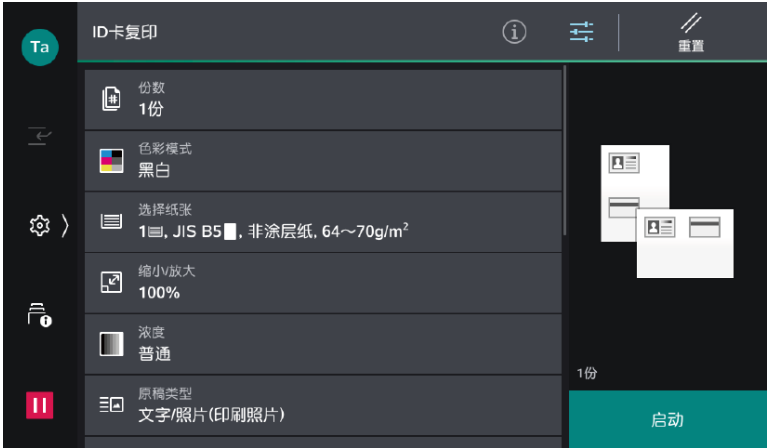 Ta
ID卡复印
重置
份数
1份
色彩模式
黑白
选择纸张
1, JIS B5, 非涂层纸, 64～70g/m²
缩小/放大
100%
浓度
普通
原稿类型
文字/照片(印刷照片)
1份
启动